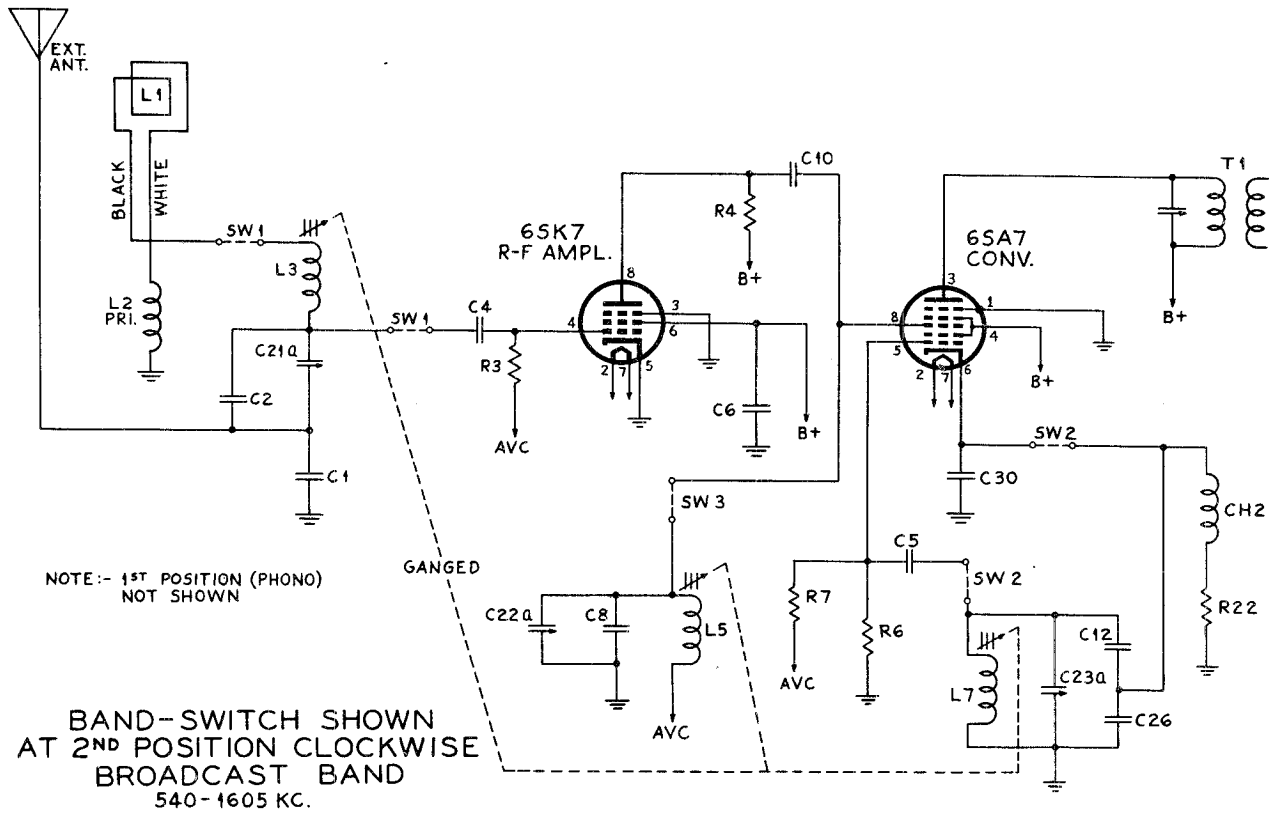 EXT.
ANT.
L1
BLACK
WHITE
SW1
L3
L2
PRI.
C21a
C2
C1
SW1
C4
R3
AVC
6SK7
R-F AMPL.
8
3
6
4
2
7
5
R4
B+
C10
C6
B+
6SA7
CONV.
3
1
8
4
5
2
7
6
B+
T1
B+
SW2
C30
CH2
R22
SW3
C5
SW2
R7
AVC
R6
C22a
C8
L5
AVC
L7
C23a
C12
C26
GANGED
NOTE:- 1ST POSITION (PHONO)
NOT SHOWN
BAND-SWITCH SHOWN
AT 2ND POSITION CLOCKWISE
BROADCAST BAND
540-1605 KC.